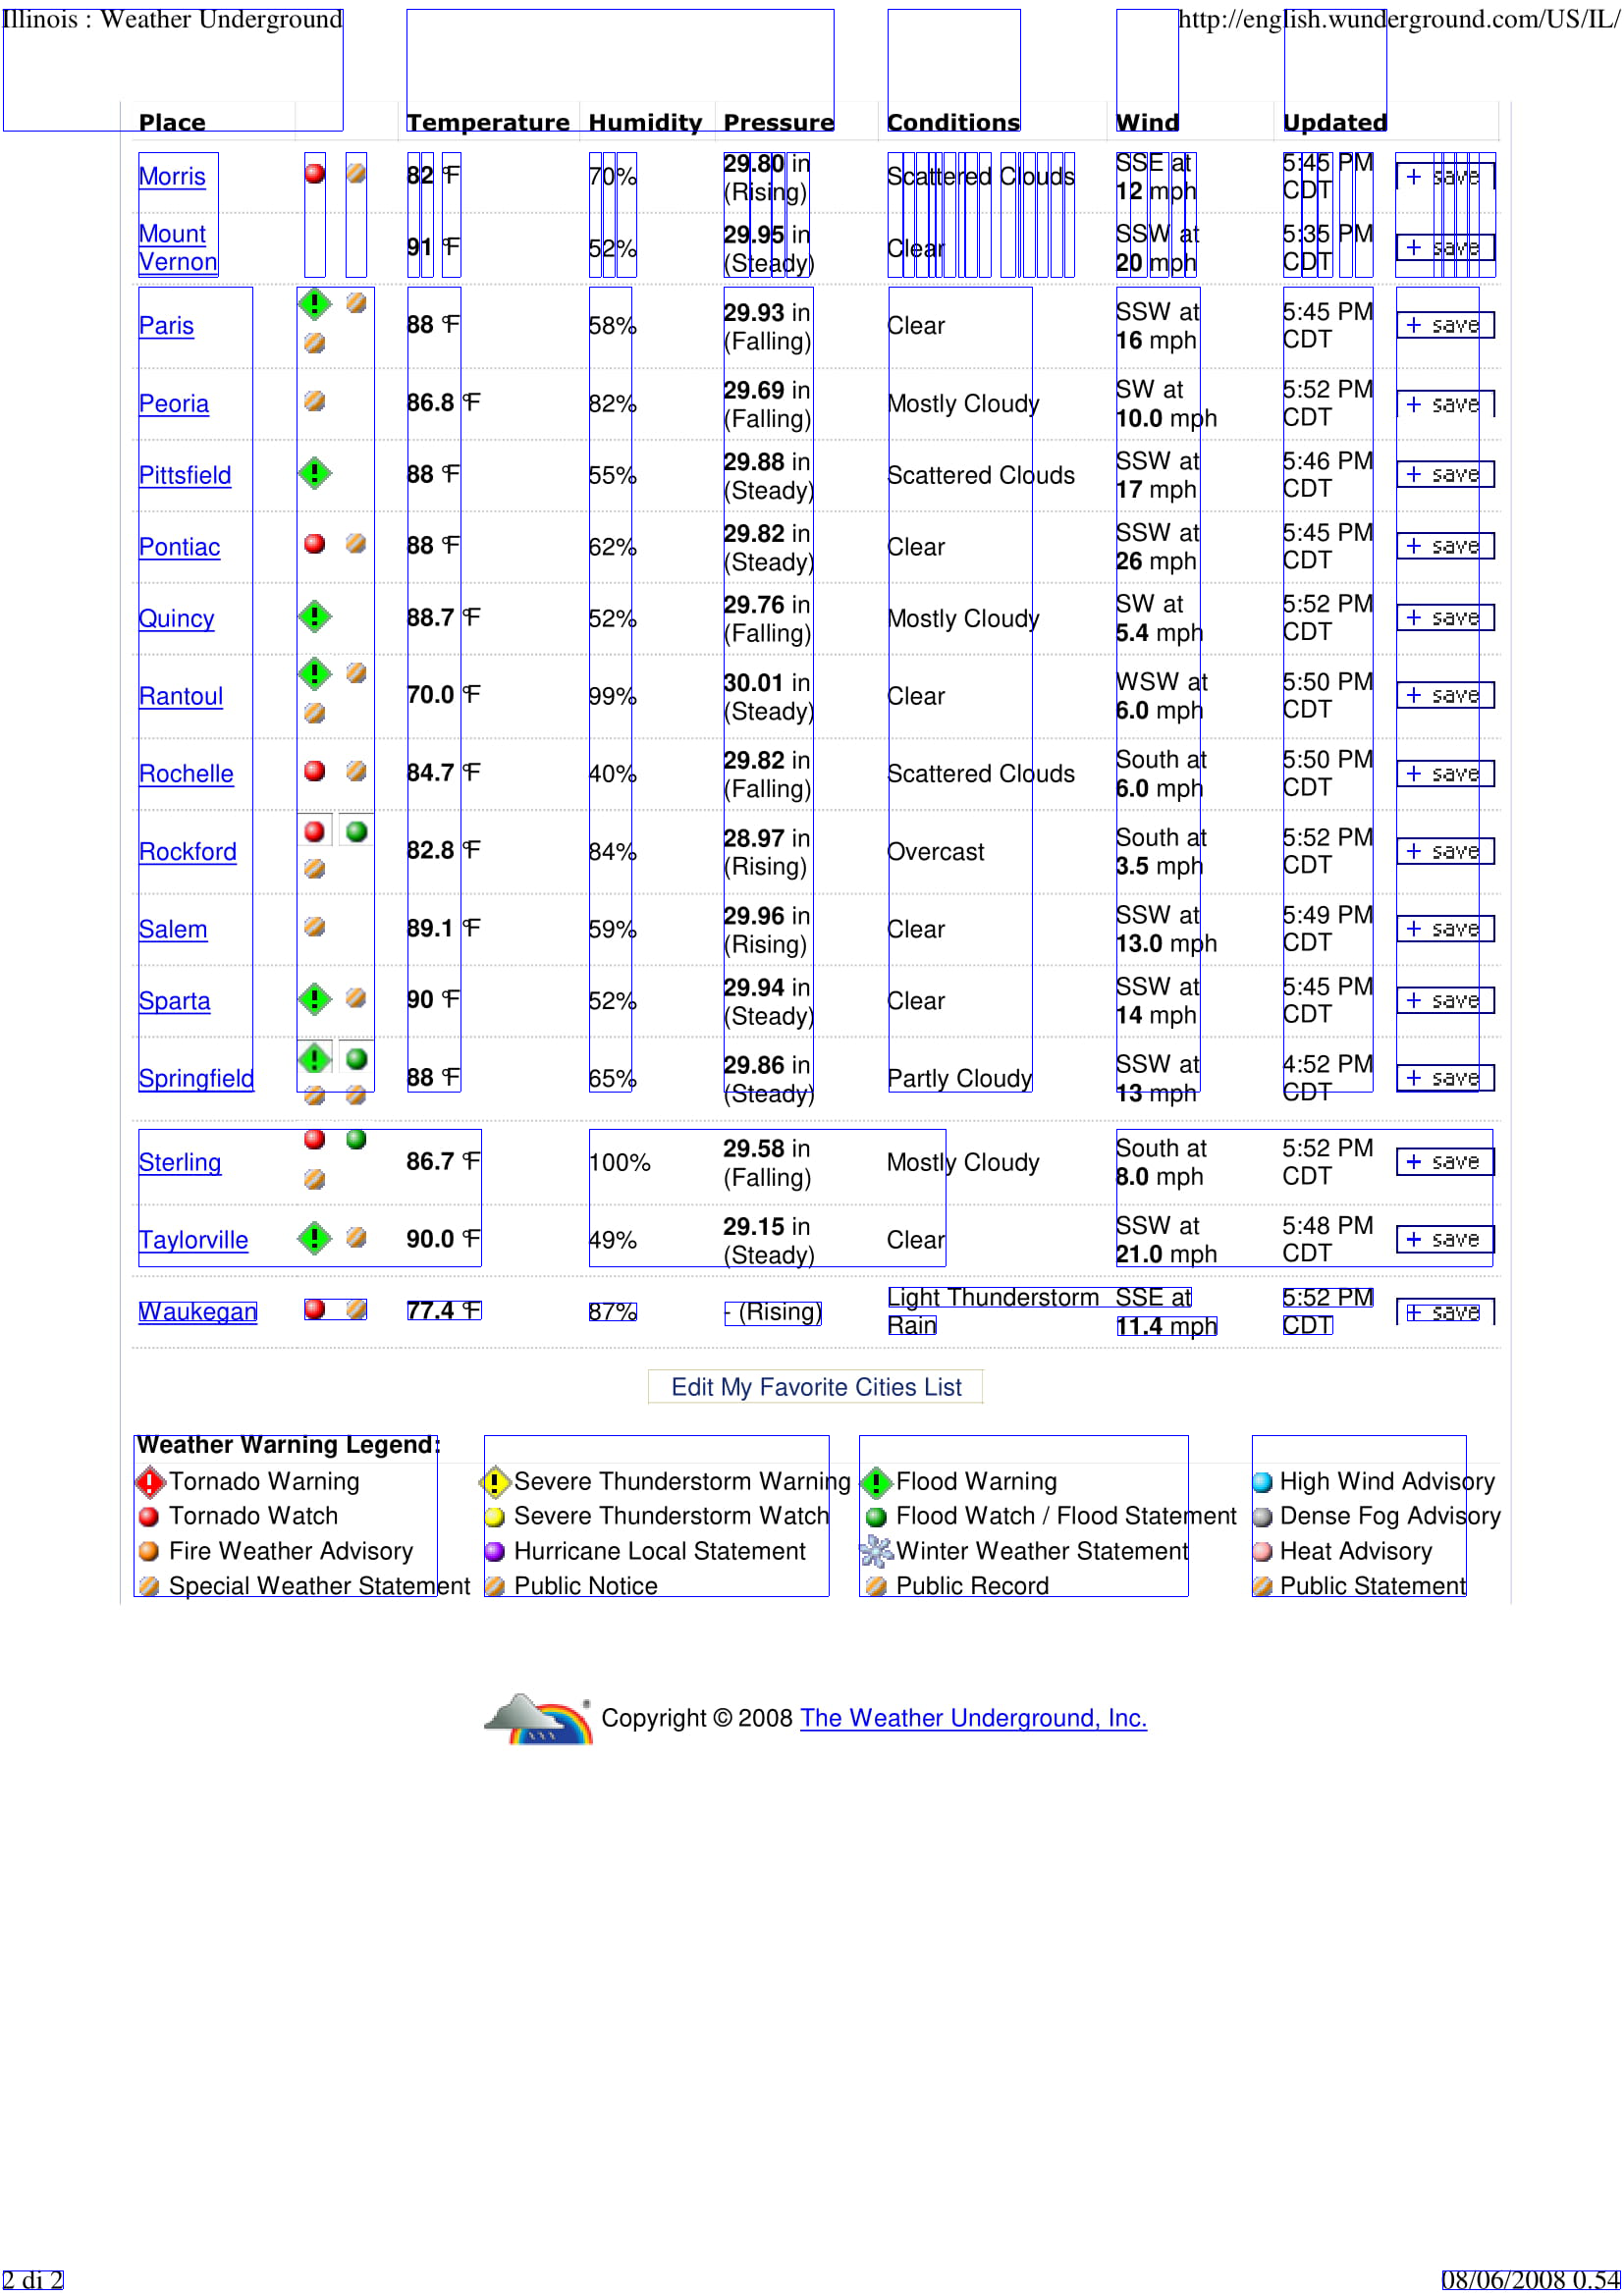 Illinois : Weather Underground http://english.wunderground.com/US/IL/
Place Temperature Humidity Pressure Conditions Wind Updated
Morris 82 °F 70% 29.80 in (Rising) Scattered Clouds SSE at 12 mph 5:45 PM CDT + save
Mount Vernon 91 °F 52% 29.95 in (Steady) Clear SSW at 20 mph 5:35 PM CDT + save
Paris 88 °F 58% 29.93 in (Falling) Clear SSW at 16 mph 5:45 PM CDT + save
Peoria 86.8 °F 82% 29.69 in (Falling) Mostly Cloudy SW at 10.0 mph 5:52 PM CDT + save
Pittsfield 88 °F 55% 29.88 in (Steady) Scattered Clouds SSW at 17 mph 5:46 PM CDT + save
Pontiac 88 °F 62% 29.82 in (Steady) Clear SSW at 26 mph 5:45 PM CDT + save
Quincy 88.7 °F 52% 29.76 in (Falling) Mostly Cloudy SW at 5.4 mph 5:52 PM CDT + save
Rantoul 70.0 °F 99% 30.01 in (Steady) Clear WSW at 6.0 mph 5:50 PM CDT + save
Rochelle 84.7 °F 40% 29.82 in (Falling) Scattered Clouds South at 6.0 mph 5:50 PM CDT + save
Rockford 82.8 °F 84% 28.97 in (Rising) Overcast South at 3.5 mph 5:52 PM CDT + save
Salem 89.1 °F 59% 29.96 in (Rising) Clear SSW at 13.0 mph 5:49 PM CDT + save
Sparta 90 °F 52% 29.94 in (Steady) Clear SSW at 14 mph 5:45 PM CDT + save
Springfield 88 °F 65% 29.86 in (Steady) Partly Cloudy SSW at 13 mph 4:52 PM CDT + save
Sterling 86.7 °F 100% 29.58 in (Falling) Mostly Cloudy South at 8.0 mph 5:52 PM CDT + save
Taylorville 90.0 °F 49% 29.15 in (Steady) Clear SSW at 21.0 mph 5:48 PM CDT + save
Waukegan 77.4 °F 87% - (Rising) Light Thunderstorm Rain SSE at 11.4 mph 5:52 PM CDT + save
Edit My Favorite Cities List
Weather Warning Legend:
Tornado Warning Severe Thunderstorm Warning Flood Warning High Wind Advisory
Tornado Watch Severe Thunderstorm Watch Flood Watch / Flood Statement Dense Fog Advisory
Fire Weather Advisory Hurricane Local Statement Winter Weather Statement Heat Advisory
Special Weather Statement Public Notice Public Record Public Statement
Copyright © 2008 The Weather Underground, Inc.
2 di 2 08/06/2008 0.54